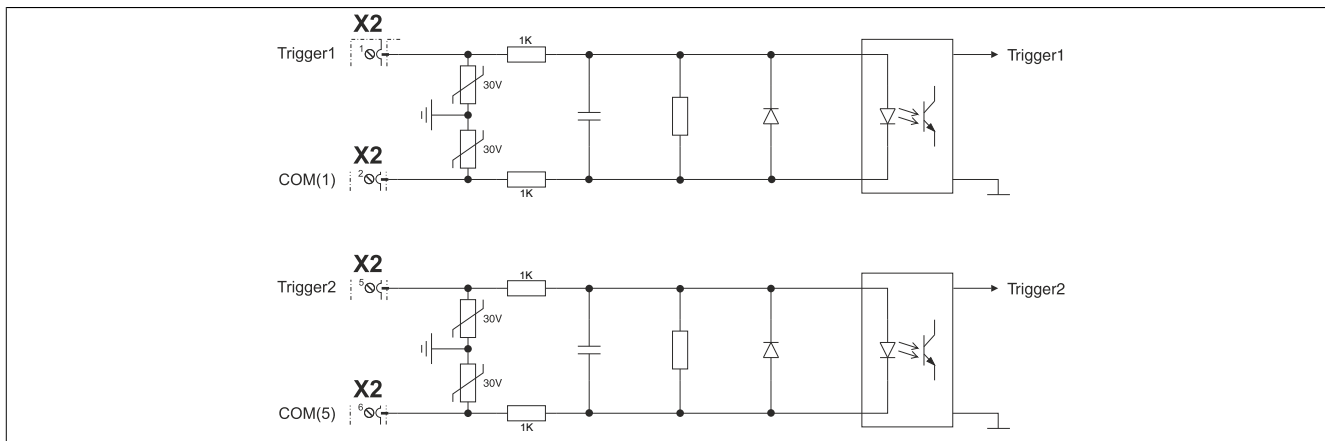 X2
1K
Trigger1
1
Trigger1
30V
30V
X2
COM(1)
2
1K
X2
1K
Trigger2
5
Trigger2
30V
30V
X2
COM(5)
6
1K